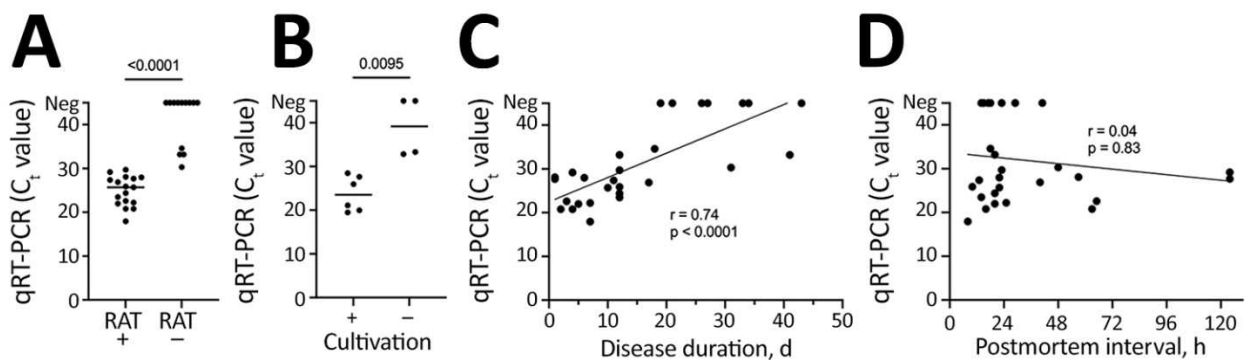 A
<0.0001
qRT-PCR (Ct value)
Neg
40
30
20
10
0
RAT
+
RAT
–
B
0.0095
qRT-PCR (Ct value)
Neg
40
30
20
10
0
+
–
Cultivation
C
qRT-PCR (Ct value)
Neg
40
30
20
10
0
r = 0.74
p < 0.0001
0 10 20 30 40 50
Disease duration, d
D
qRT-PCR (Ct value)
Neg
40
30
20
10
0
r = 0.04
p = 0.83
0 24 48 72 96 120
Postmortem interval, h